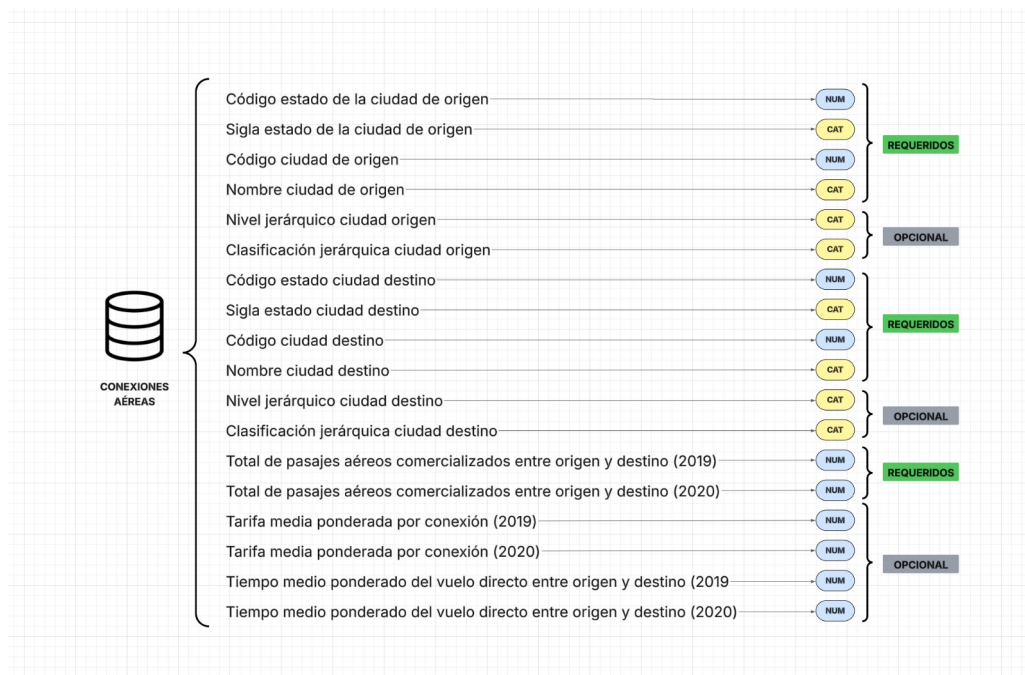 Código estado de la ciudad de origen NUM
Sigla estado de la ciudad de origen CAT
REQUERIDOS
Código ciudad de origen NUM
Nombre ciudad de origen CAT
Nivel jerárquico ciudad origen CAT
OPCIONAL
Clasificación jerárquica ciudad origen CAT
Código estado ciudad destino NUM
Sigla estado ciudad destino CAT
REQUERIDOS
Código ciudad destino NUM
Nombre ciudad destino CAT
CONEXIONES
AÉREAS
Nivel jerárquico ciudad destino CAT
OPCIONAL
Clasificación jerárquica ciudad destino CAT
Total de pasajes aéreos comercializados entre origen y destino (2019) NUM
REQUERIDOS
Total de pasajes aéreos comercializados entre origen y destino (2020) NUM
Tarifa media ponderada por conexión (2019) NUM
Tarifa media ponderada por conexión (2020) NUM
OPCIONAL
Tiempo medio ponderado del vuelo directo entre origen y destino (2019 NUM
Tiempo medio ponderado del vuelo directo entre origen y destino (2020) NUM